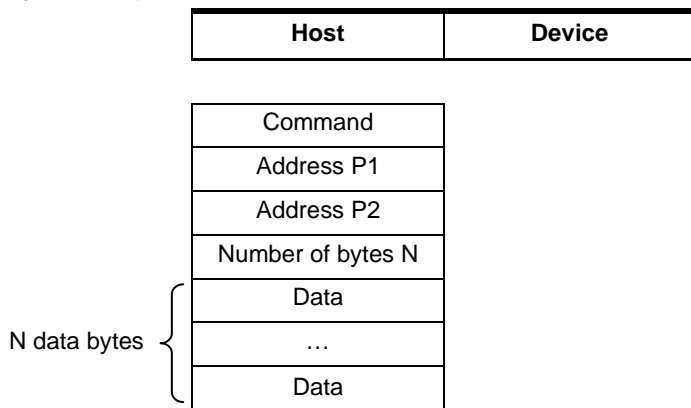 Host Device
Command
Address P1
Address P2
Number of bytes N
Data
N data bytes …
Data